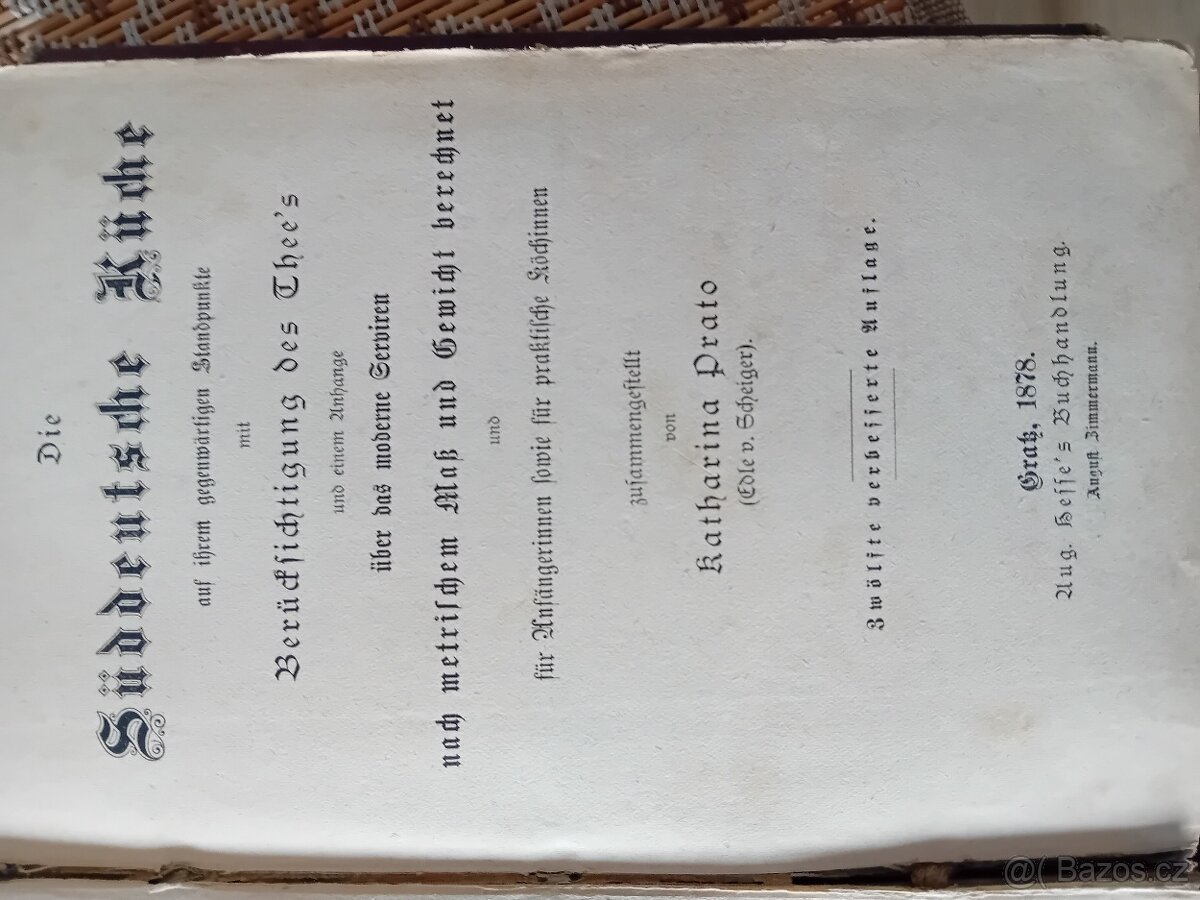 Die
Süddeutsche Küche
auf ihrem gegenwärtigen Standpunkte
mit
Berücksichtigung des Thee's
und einem Anhange
über das moderne Serviren
nach metrischem Maß und Gewicht berechnet
und
für Anfängerinnen sowie für praktische Köchinnen
zusammengestellt
von
Katharina Prato
(Edle v. Scheiger).
Zwölfte verbesserte Auflage.
Gratz, 1878.
Aug. Hesse's Buchhandlung.
August Zimmermann.
@( Bazos.cz